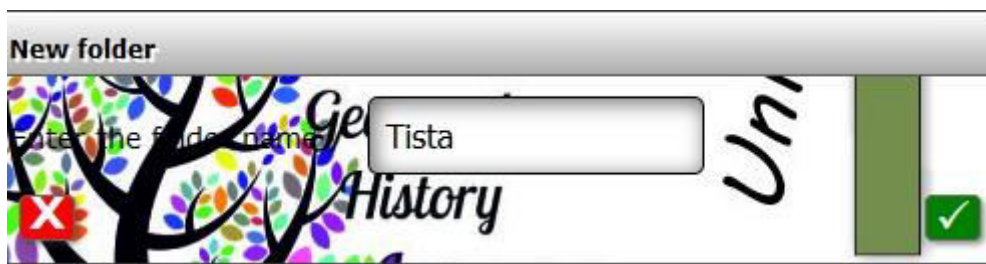 New folder
Enter the folder name
Tista
History
X
✓